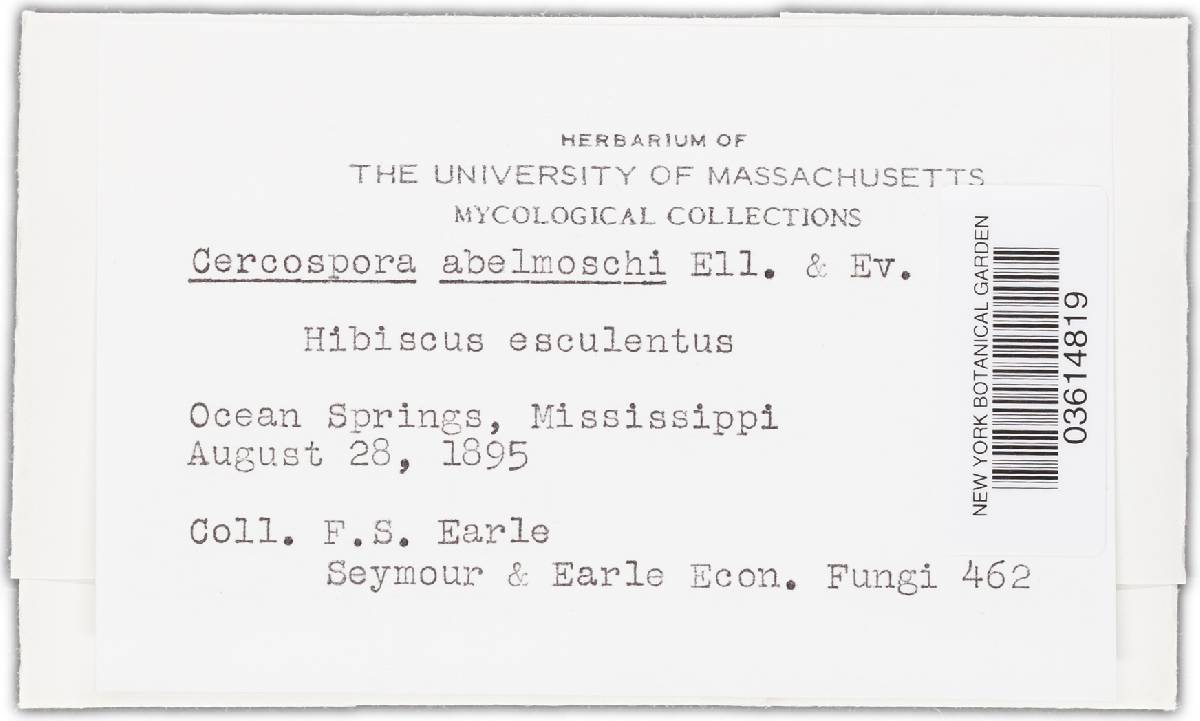 HERBARIUM OF
THE UNIVERSITY OF MASSACHUSETTS
MYCOLOGICAL COLLECTIONS
Cercospora abelmoschi Ell. & Ev.
Hibiscus esculentus
Ocean Springs, Mississippi
August 28, 1895
Coll. F.S. Earle
Seymour & Earle Econ. Fungi 462
NEW YORK BOTANICAL GARDEN
03614819